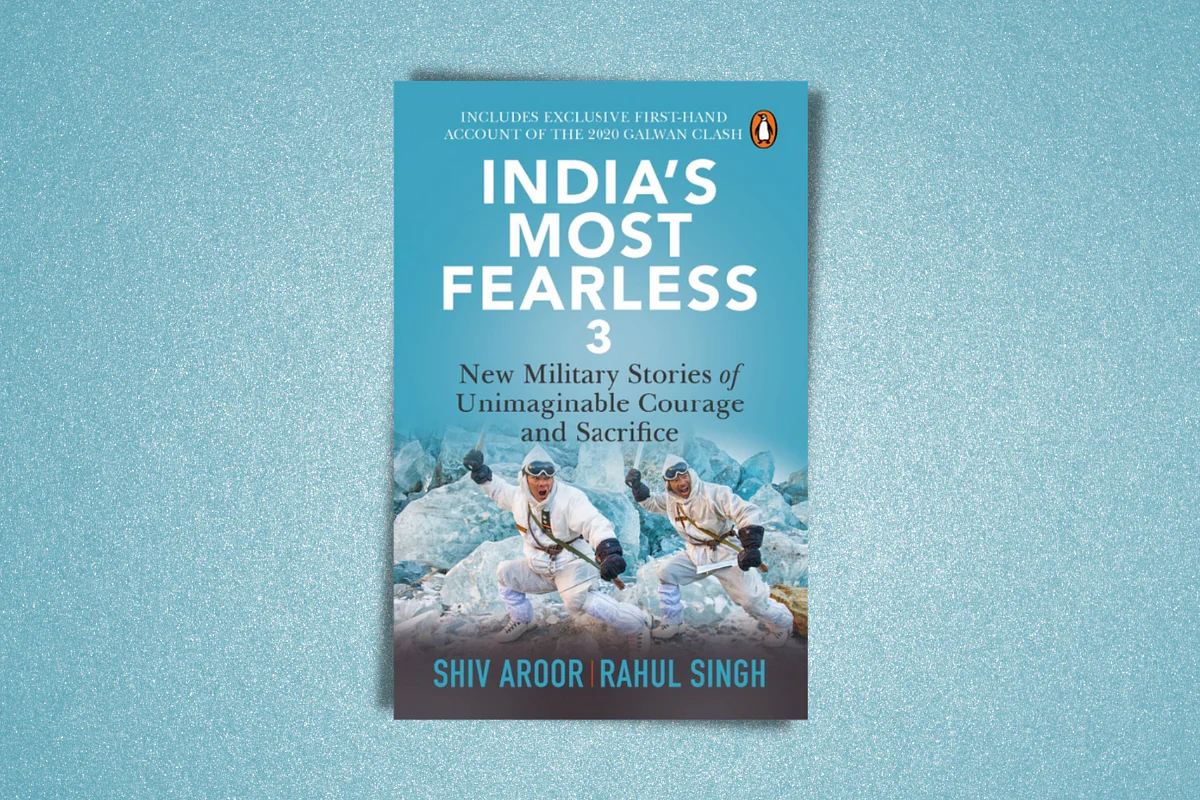 INCLUDES EXCLUSIVE FIRST-HAND
ACCOUNT OF THE 2020 GALWAN CLASH
INDIA'S
MOST
FEARLESS
3
New Military Stories of
Unimaginable Courage
and Sacrifice
SHIV AROOR | RAHUL SINGH